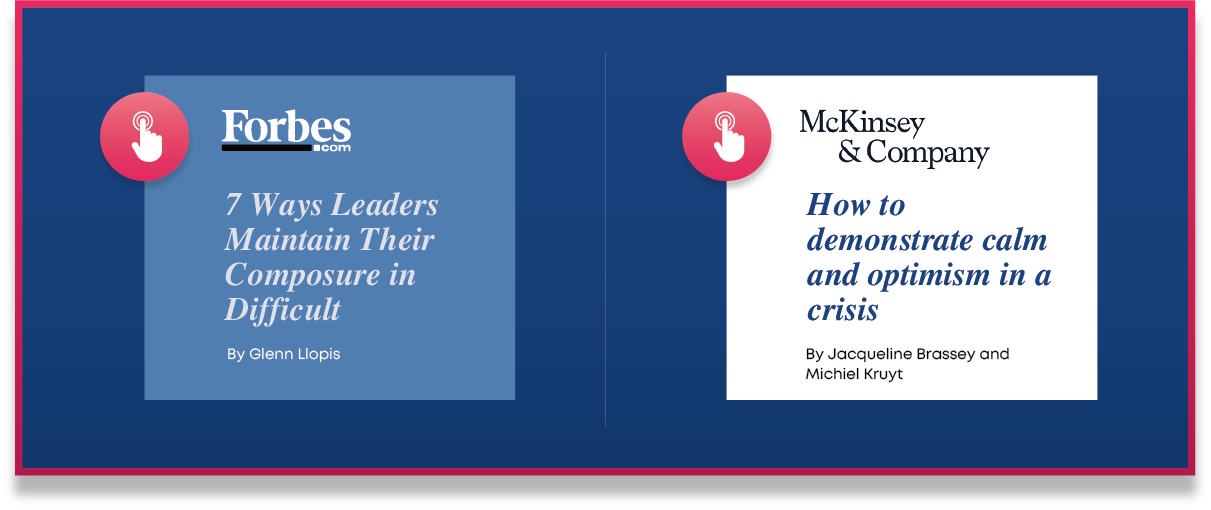 Forbes
.com
7 Ways Leaders
Maintain Their
Composure in
Difficult
By Glenn Llopis
McKinsey
& Company
How to
demonstrate calm
and optimism in a
crisis
By Jacqueline Brassey and
Michiel Kruyt